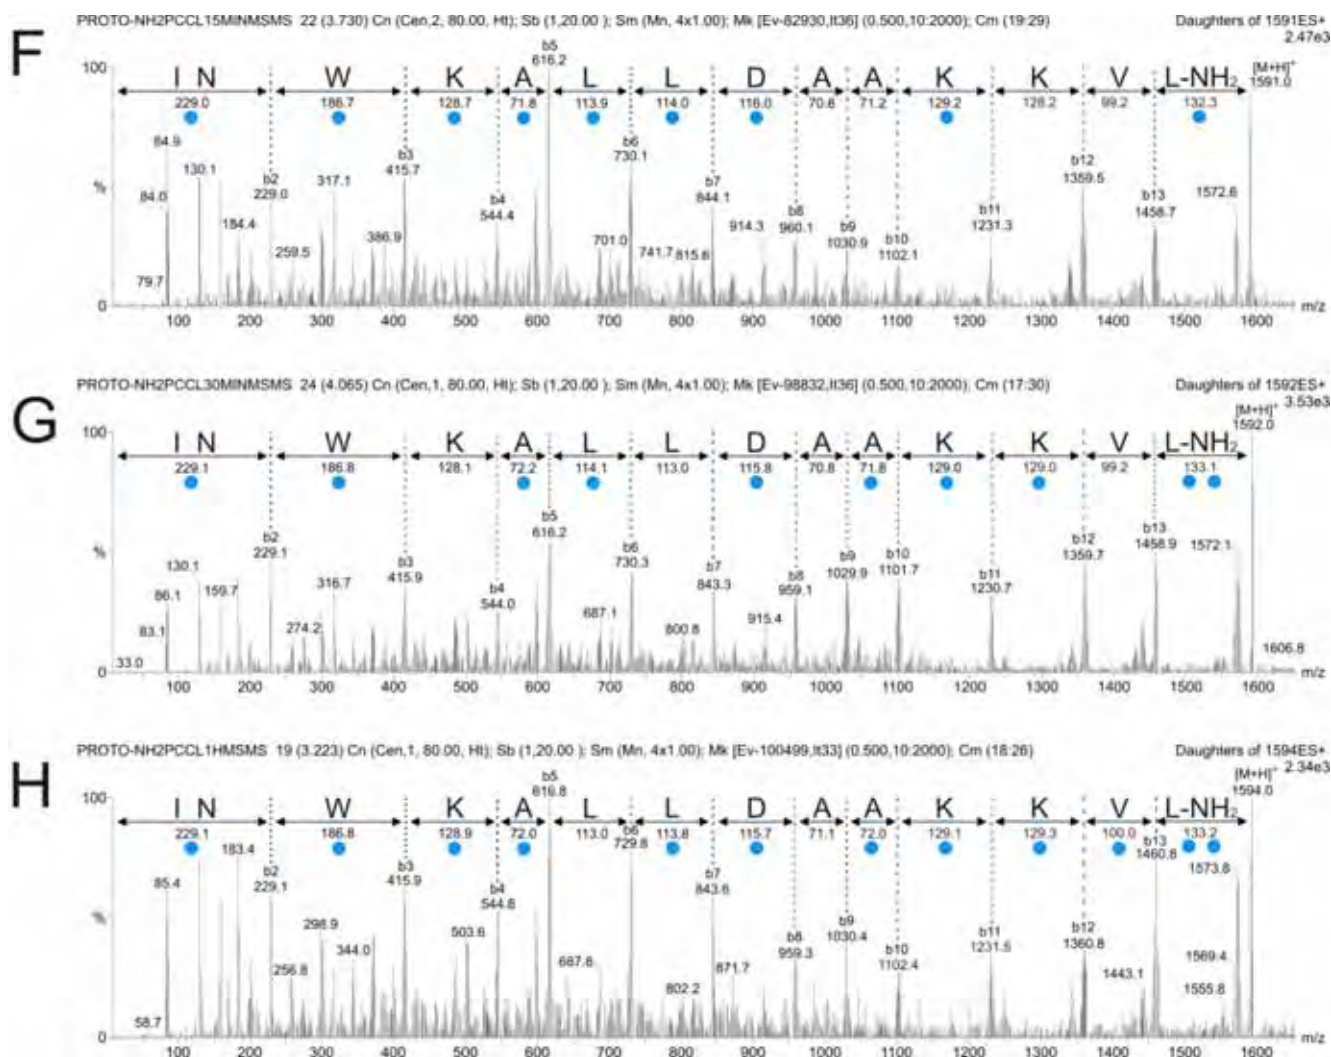 F
PROTO-NH2PCCL15MINMSMS 22 (3.730) Cn (Cen,2, 80.00, Ht); Sb (1,20.00 ); Sm (Mn, 4x1.00); Mk [Ev-82930,It36] (0.500,10:2000); Cm (19:29)
Daughters of 1591ES+
2.47e3
b5
616.2
[M+H]+
1591.0
100
I N W K A L L D A A K K V L-NH2
229.0 186.7 128.7 71.8 113.9 114.0 116.0 70.8 71.2 129.2 128.2 99.2 132.3
84.9
130.1
84.0
184.4
79.7
b2
229.0
259.5
317.1
386.9
b3
415.7
b4
544.4
701.0
b6
730.1
741.7
815.6
b7
844.1
914.3
b8
960.1
b9
1030.9
b10
1102.1
b11
1231.3
b12
1359.5
b13
1458.7
1572.6
%
0
100 200 300 400 500 600 700 800 900 1000 1100 1200 1300 1400 1500 1600 m/z
G
PROTO-NH2PCCL30MINMSMS 24 (4.065) Cn (Cen,1, 80.00, Ht); Sb (1,20.00 ); Sm (Mn, 4x1.00); Mk [Ev-98832,It36] (0.500,10:2000); Cm (17:30)
Daughters of 1592ES+
3.53e3
[M+H]+
1592.0
100
I N W K A L L D A A K K V L-NH2
229.1 186.8 128.1 72.2 114.1 113.0 115.8 70.8 71.8 129.0 129.0 99.2 133.1
130.1
86.1
83.1
33.0
159.7
b2
229.1
274.2
316.7
b3
415.9
b4
544.0
b5
616.2
687.1
b6
730.3
800.8
b7
843.3
915.4
b8
959.1
b9
1029.9
b10
1101.7
b11
1230.7
b12
1359.7
b13
1458.9
1572.1
1606.8
%
0
100 200 300 400 500 600 700 800 900 1000 1100 1200 1300 1400 1500 1600 m/z
H
PROTO-NH2PCCL1HMSMS 19 (3.223) Cn (Cen,1, 80.00, Ht); Sb (1,20.00 ); Sm (Mn, 4x1.00); Mk [Ev-100499,It33] (0.500,10:2000); Cm (18:26)
Daughters of 1594ES+
2.34e3
b5
616.8
[M+H]+
1594.0
100
I N W K A L L D A A K K V L-NH2
229.1 186.8 128.9 72.0 113.0 113.8 115.7 71.1 72.0 129.1 129.3 100.0 133.2
85.4
58.7
183.4
b2
229.1
256.8
298.9
344.0
b3
415.9
503.6
b4
544.8
687.6
b6
729.8
802.2
b7
843.6
871.7
b8
959.3
b9
1030.4
b10
1102.4
b11
1231.5
b12
1360.8
1443.1
b13
1460.8
1573.8
1569.4
1555.8
%
0
100 200 300 400 500 600 700 800 900 1000 1100 1200 1300 1400 1500 1600 m/z